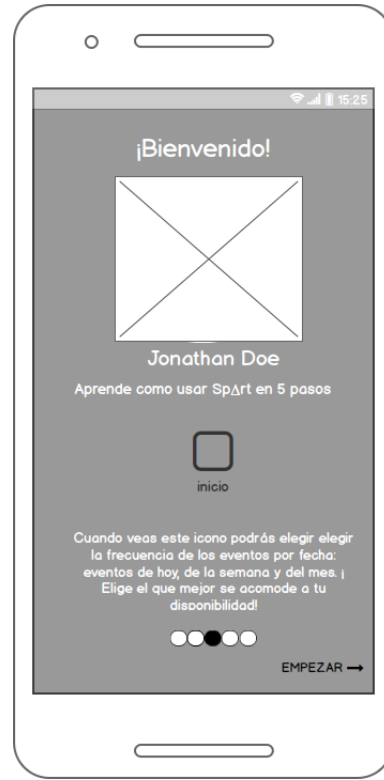 15:25
¡Bienvenido!
Jonathan Doe
Aprende como usar Sp∆rt en 5 pasos
inicio
Cuando veas este icono podrás elegir elegir
la frecuencia de los eventos por fecha:
eventos de hoy, de la semana y del mes. ¡
Elige el que mejor se acomode a tu
disponibilidad!
EMPEZAR →